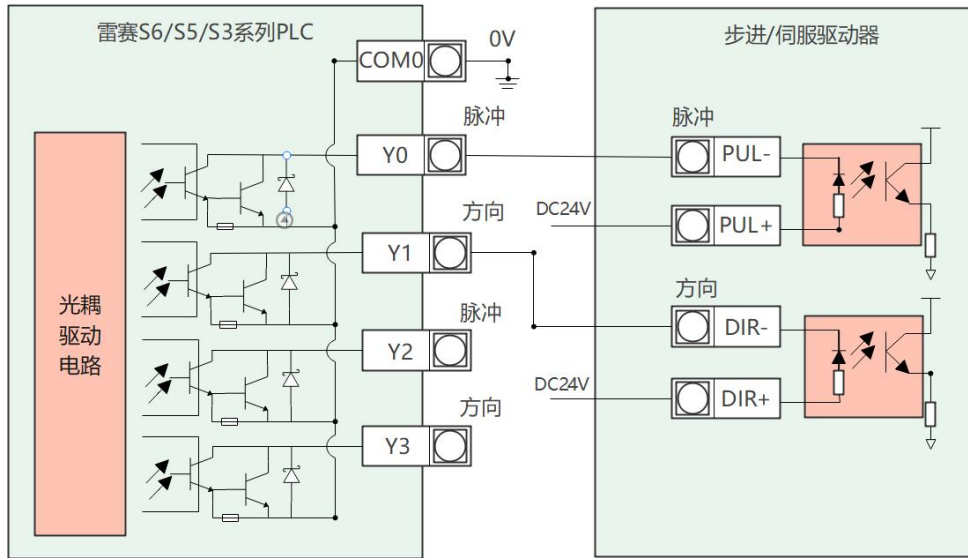 雷赛S6/S5/S3系列PLC
COM0
0V
脉冲
Y0
方向
Y1
脉冲
Y2
方向
Y3
光耦
驱动
电路
步进/伺服驱动器
脉冲
PUL-
DC24V
PUL+
方向
DIR-
DC24V
DIR+